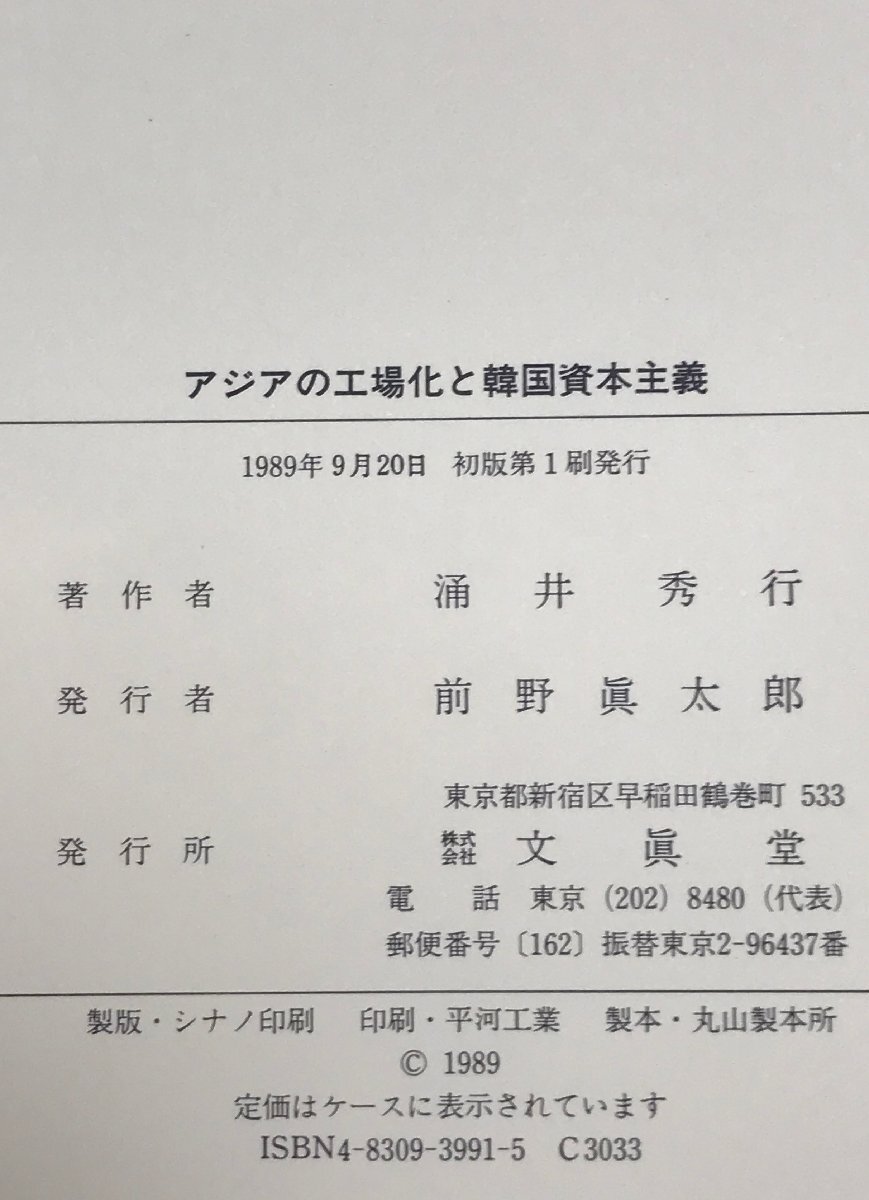 アジアの工場化と韓国資本主義
1989年9月20日 初版第1刷発行
著作者 涌井秀行
発行者 前野眞太郎
東京都新宿区早稲田鶴巻町 533
発行所 株式会社 文眞堂
電話 東京 (202) 8480 (代表)
郵便番号〔162〕振替東京2-96437番
製版・シナノ印刷 印刷・平河工業 製本・丸山製本所
© 1989
定価はケースに表示されています
ISBN4-8309-3991-5 C3033